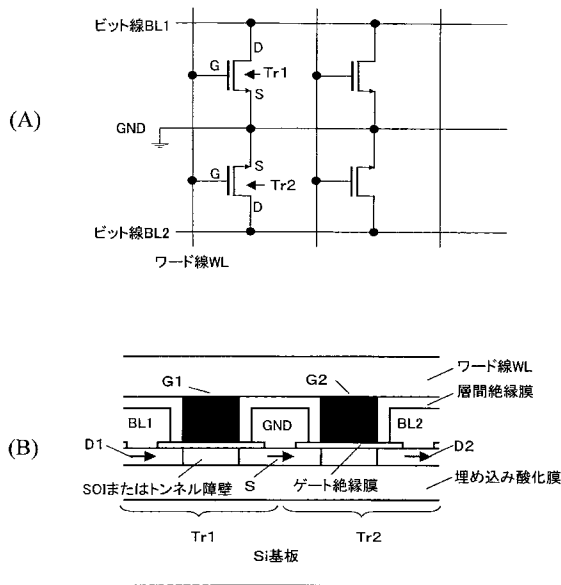 ビット線BL1
D
G
Tr1
S
(A)
GND
S
G
Tr2
D
ビット線BL2
ワード線WL
ワード線WL
G1
G2
層間絶縁膜
BL1
GND
BL2
(B)
D1
D2
SOIまたはトンネル障壁
S
ゲート絶縁膜
埋め込み酸化膜
Tr1
Tr2
Si基板